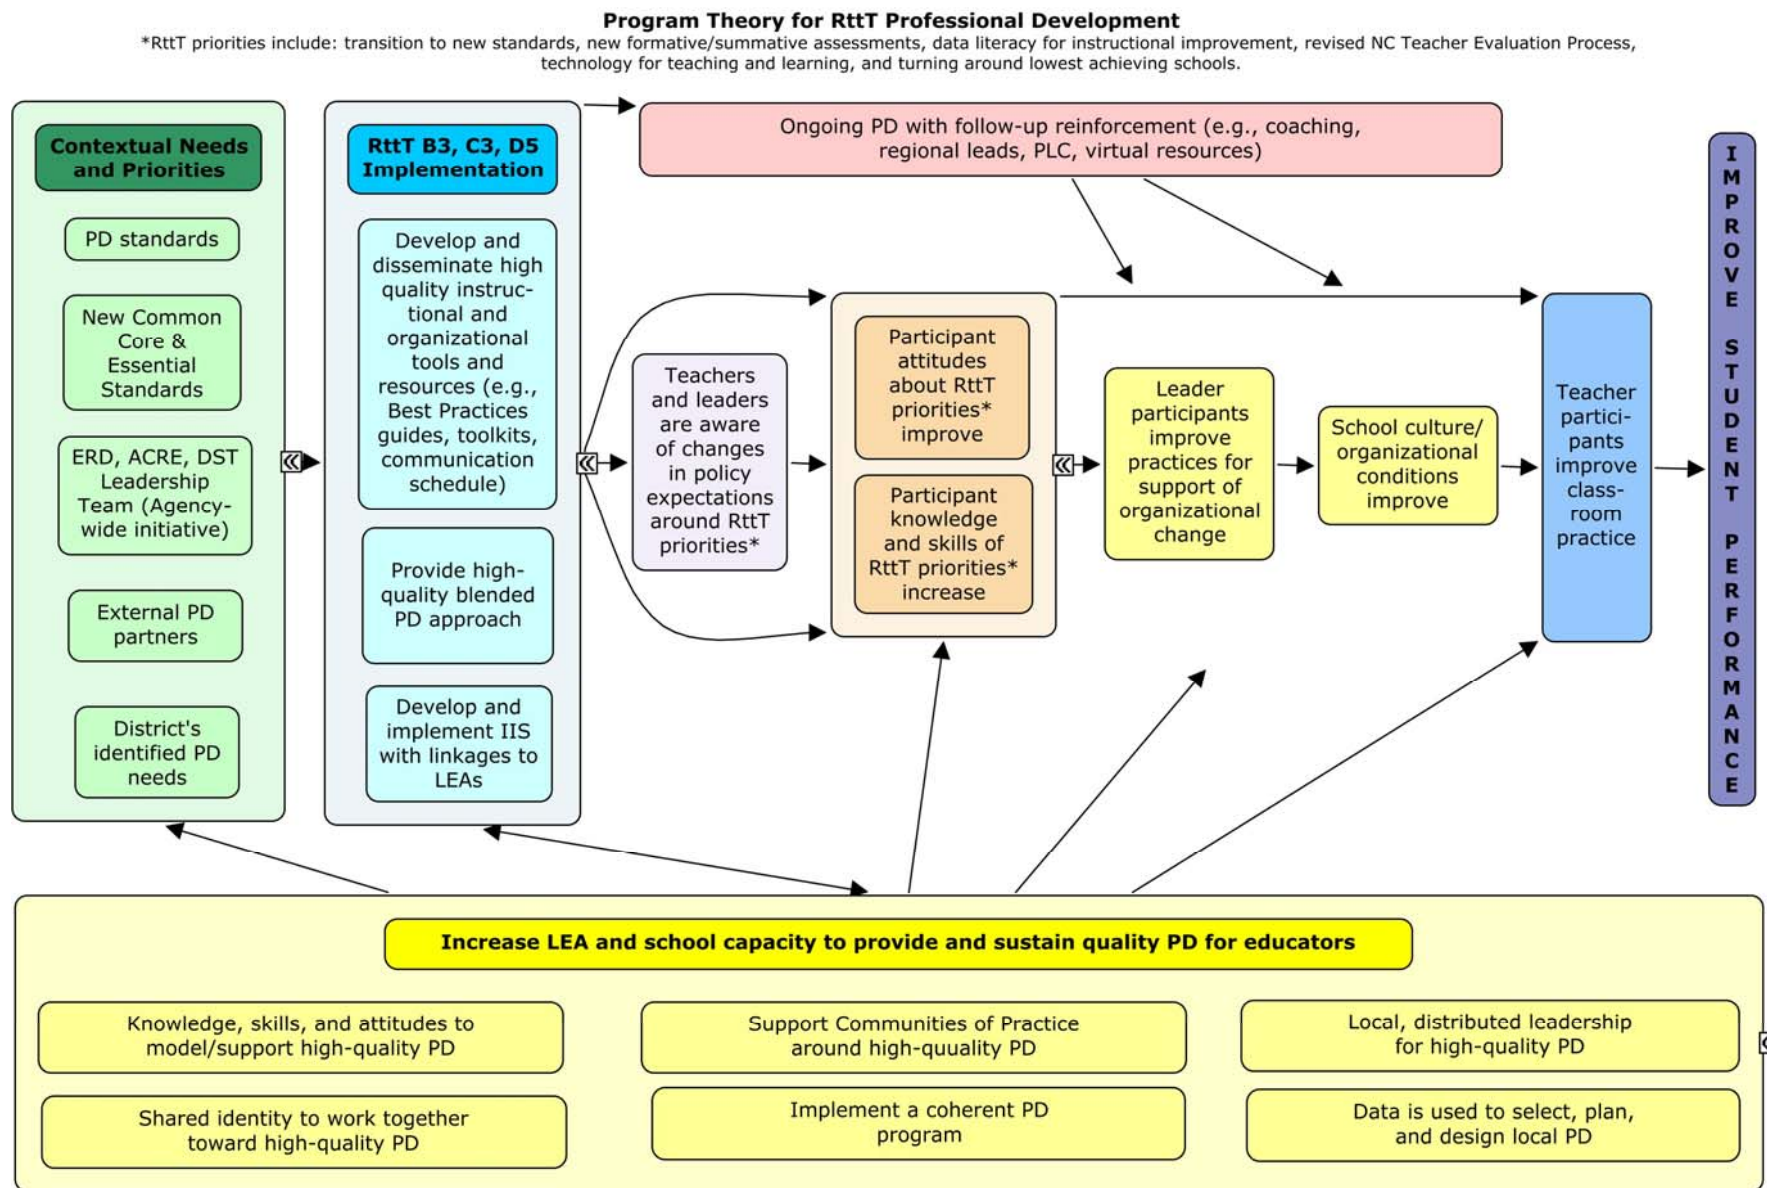 Program Theory for RttT Professional Development
*RttT priorities include: transition to new standards, new formative/summative assessments, data literacy for instructional improvement, revised NC Teacher Evaluation Process,
technology for teaching and learning, and turning around lowest achieving schools.
Contextual Needs
and Priorities
PD standards
New Common
Core &
Essential
Standards
ERD, ACRE, DST
Leadership
Team (Agency-
wide initiative)
External PD
partners
District's
identified PD
needs
RttT B3, C3, D5
Implementation
Develop and
disseminate high
quality instruc-
tional and
organizational
tools and
resources (e.g.,
Best Practices
guides, toolkits,
communication
schedule)
Provide high-
quality blended
PD approach
Develop and
implement IIS
with linkages to
LEAs
Ongoing PD with follow-up reinforcement (e.g., coaching,
regional leads, PLC, virtual resources)
Teachers
and leaders
are aware
of changes
in policy
expectations
around RttT
priorities*
Participant
attitudes
about RttT
priorities*
improve
Participant
knowledge
and skills of
RttT priorities*
increase
Leader
participants
improve
practices for
support of
organizational
change
School culture/
organizational
conditions
improve
Teacher
partici-
pants
improve
class-
room
practice
IMPROVE STUDENT PERFORMANCE
Increase LEA and school capacity to provide and sustain quality PD for educators
Knowledge, skills, and attitudes to
model/support high-quality PD
Support Communities of Practice
around high-quuality PD
Local, distributed leadership
for high-quality PD
Shared identity to work together
toward high-quality PD
Implement a coherent PD
program
Data is used to select, plan,
and design local PD